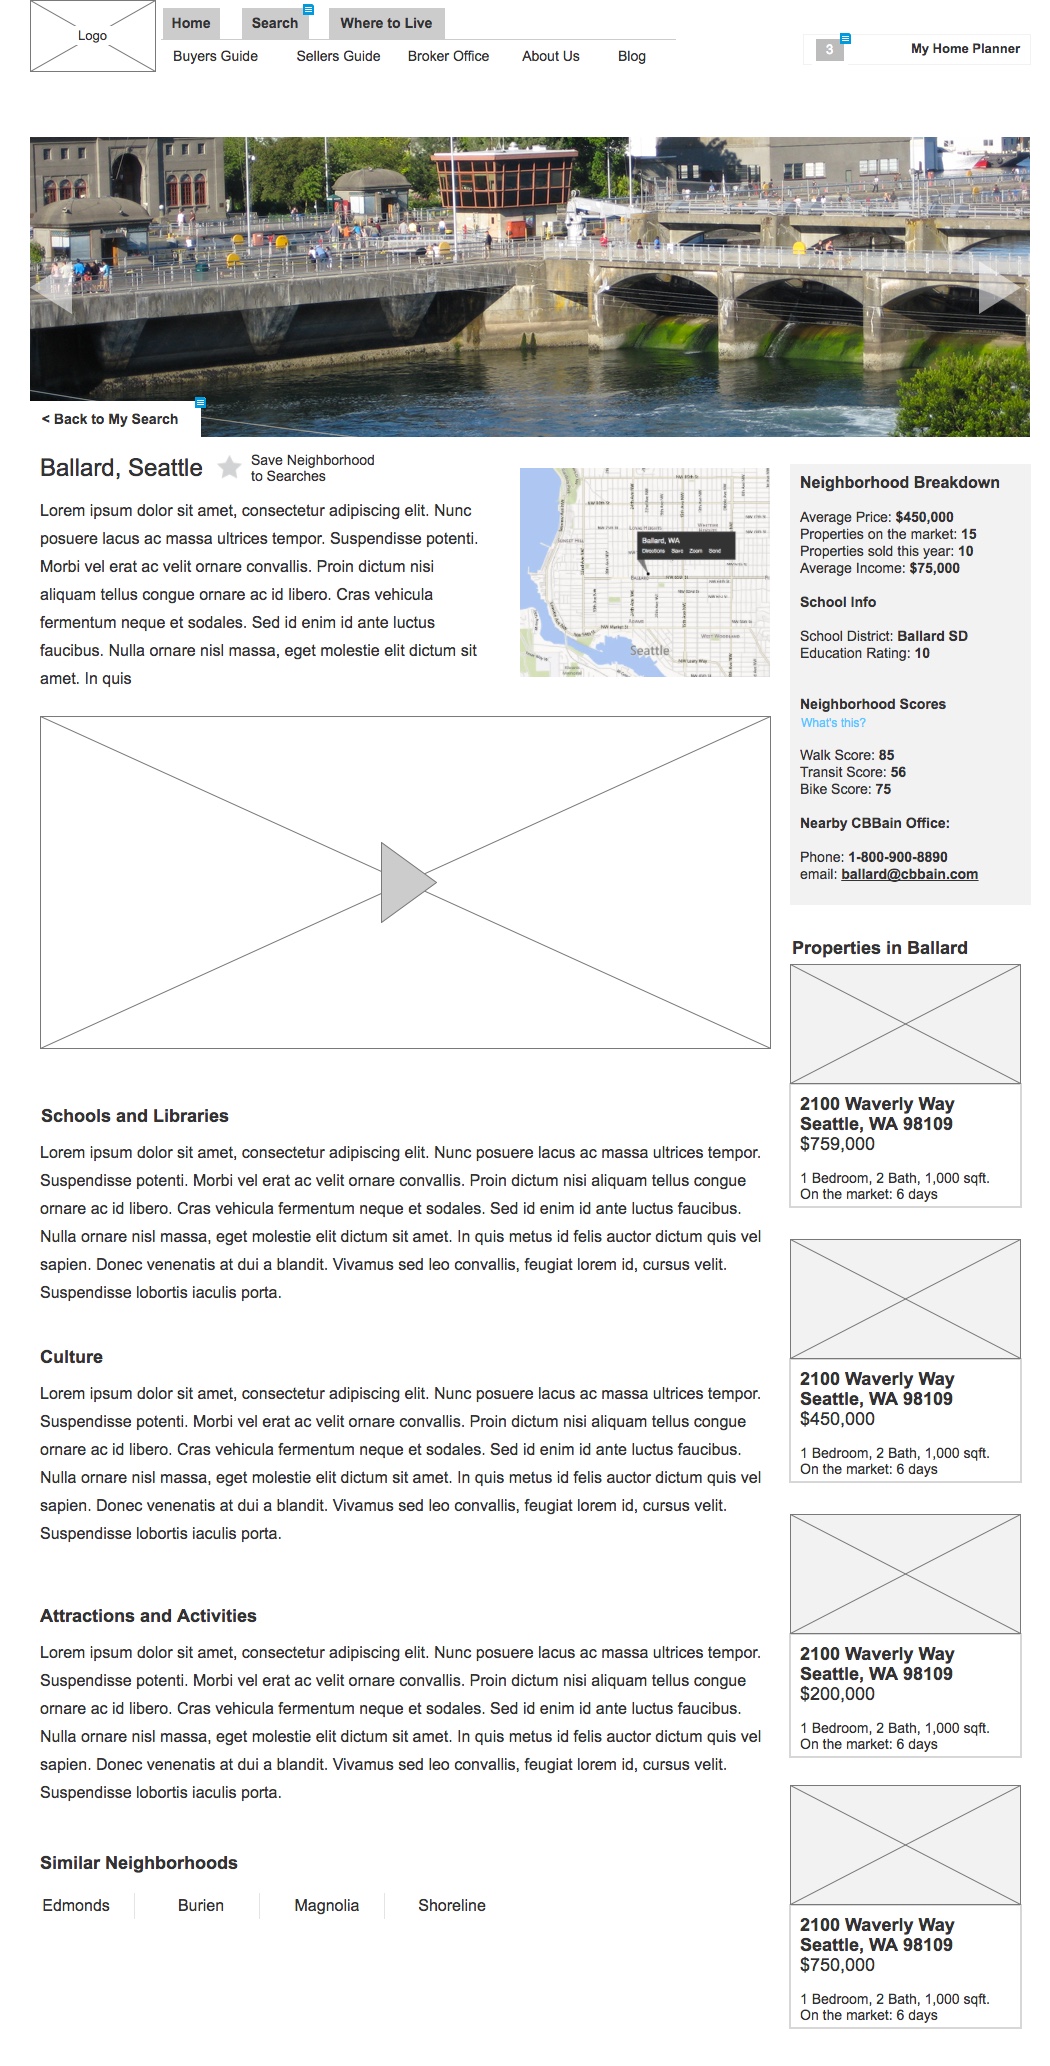 Logo
Home
Search
Where to Live
Buyers Guide
Sellers Guide
Broker Office
About Us
Blog
3
My Home Planner
< Back to My Search
Ballard, Seattle
Save Neighborhood
to Searches
Lorem ipsum dolor sit amet, consectetur adipiscing elit. Nunc
posuere lacus ac massa ultrices tempor. Suspendisse potenti.
Morbi vel erat ac velit ornare convallis. Proin dictum nisi
aliquam tellus congue ornare ac id libero. Cras vehicula
fermentum neque et sodales. Sed id enim id ante luctus
faucibus. Nulla ornare nisl massa, eget molestie elit dictum sit
amet. In quis
Ballard, WA
Directions Save Zoom Send
Seattle
Neighborhood Breakdown
Average Price: $450,000
Properties on the market: 15
Properties sold this year: 10
Average Income: $75,000
School Info
School District: Ballard SD
Education Rating: 10
Neighborhood Scores
What's this?
Walk Score: 85
Transit Score: 56
Bike Score: 75
Nearby CBBain Office:
Phone: 1-800-900-8890
email: ballard@cbbain.com
Schools and Libraries
Lorem ipsum dolor sit amet, consectetur adipiscing elit. Nunc posuere lacus ac massa ultrices tempor.
Suspendisse potenti. Morbi vel erat ac velit ornare convallis. Proin dictum nisi aliquam tellus congue
ornare ac id libero. Cras vehicula fermentum neque et sodales. Sed id enim id ante luctus faucibus.
Nulla ornare nisl massa, eget molestie elit dictum sit amet. In quis metus id felis auctor dictum quis vel
sapien. Donec venenatis at dui a blandit. Vivamus sed leo convallis, feugiat lorem id, cursus velit.
Suspendisse lobortis iaculis porta.
Culture
Lorem ipsum dolor sit amet, consectetur adipiscing elit. Nunc posuere lacus ac massa ultrices tempor.
Suspendisse potenti. Morbi vel erat ac velit ornare convallis. Proin dictum nisi aliquam tellus congue
ornare ac id libero. Cras vehicula fermentum neque et sodales. Sed id enim id ante luctus faucibus.
Nulla ornare nisl massa, eget molestie elit dictum sit amet. In quis metus id felis auctor dictum quis vel
sapien. Donec venenatis at dui a blandit. Vivamus sed leo convallis, feugiat lorem id, cursus velit.
Suspendisse lobortis iaculis porta.
Attractions and Activities
Lorem ipsum dolor sit amet, consectetur adipiscing elit. Nunc posuere lacus ac massa ultrices tempor.
Suspendisse potenti. Morbi vel erat ac velit ornare convallis. Proin dictum nisi aliquam tellus congue
ornare ac id libero. Cras vehicula fermentum neque et sodales. Sed id enim id ante luctus faucibus.
Nulla ornare nisl massa, eget molestie elit dictum sit amet. In quis metus id felis auctor dictum quis vel
sapien. Donec venenatis at dui a blandit. Vivamus sed leo convallis, feugiat lorem id, cursus velit.
Suspendisse lobortis iaculis porta.
Similar Neighborhoods
Edmonds
Burien
Magnolia
Shoreline
Properties in Ballard
2100 Waverly Way
Seattle, WA 98109
$759,000
1 Bedroom, 2 Bath, 1,000 sqft.
On the market: 6 days
2100 Waverly Way
Seattle, WA 98109
$450,000
1 Bedroom, 2 Bath, 1,000 sqft.
On the market: 6 days
2100 Waverly Way
Seattle, WA 98109
$200,000
1 Bedroom, 2 Bath, 1,000 sqft.
On the market: 6 days
2100 Waverly Way
Seattle, WA 98109
$750,000
1 Bedroom, 2 Bath, 1,000 sqft.
On the market: 6 days